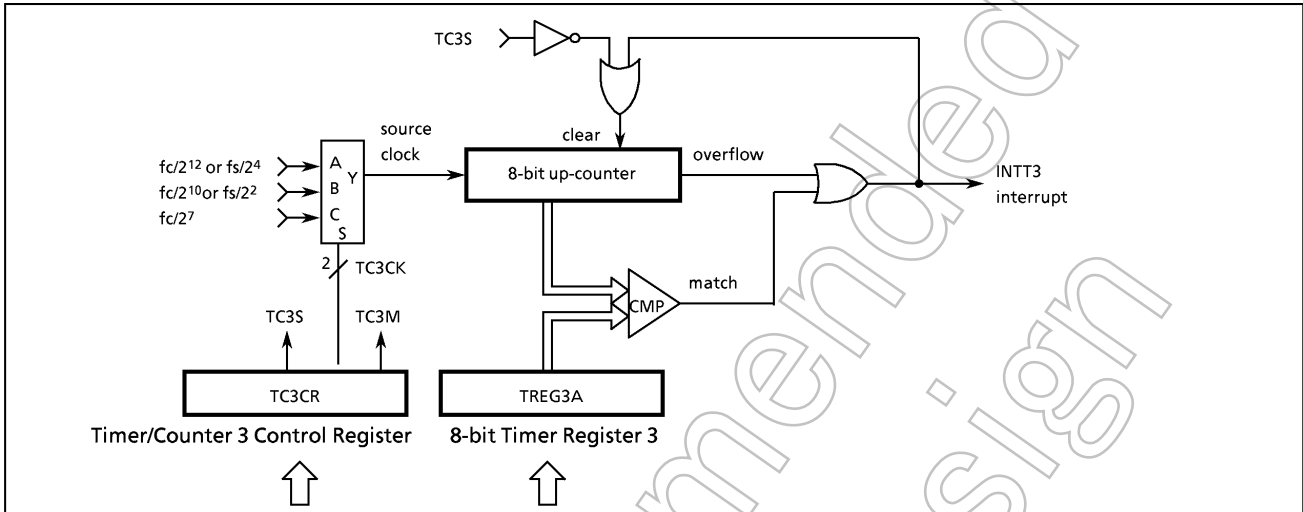 TC3S
source
clock
clear
fc/2¹² or fs/2⁴
fc/2¹⁰or fs/2²
fc/2⁷
A
B
C
Y
S
8-bit up-counter
overflow
INTT3
interrupt
2
TC3CK
CMP
match
TC3S
TC3M
TC3CR
TREG3A
Timer/Counter 3 Control Register
8-bit Timer Register 3
mended
sign